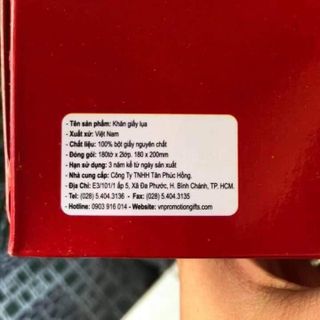 - Tên sản phẩm: Khăn giấy lụa
- Xuất xứ: Việt Nam
- Chất liệu: 100% bột giấy nguyên chất
- Đóng gói: 180tờ x 2lớp. 180 x 200mm
- Hạn sử dụng: 3 năm kể từ ngày sản xuất
- Nhà cung cấp: Công Ty TNHH Tân Phúc Hồng.
- Địa Chỉ: E3/101/1 ấp 5, Xã Đa Phước, H. Bình Chánh, TP. HCM.
- Tel: (028) 5.404.3136 - Fax: (028) 5.404.3135
- Hotline: 0903 916 014 - Website: vnpromotiongifts.com